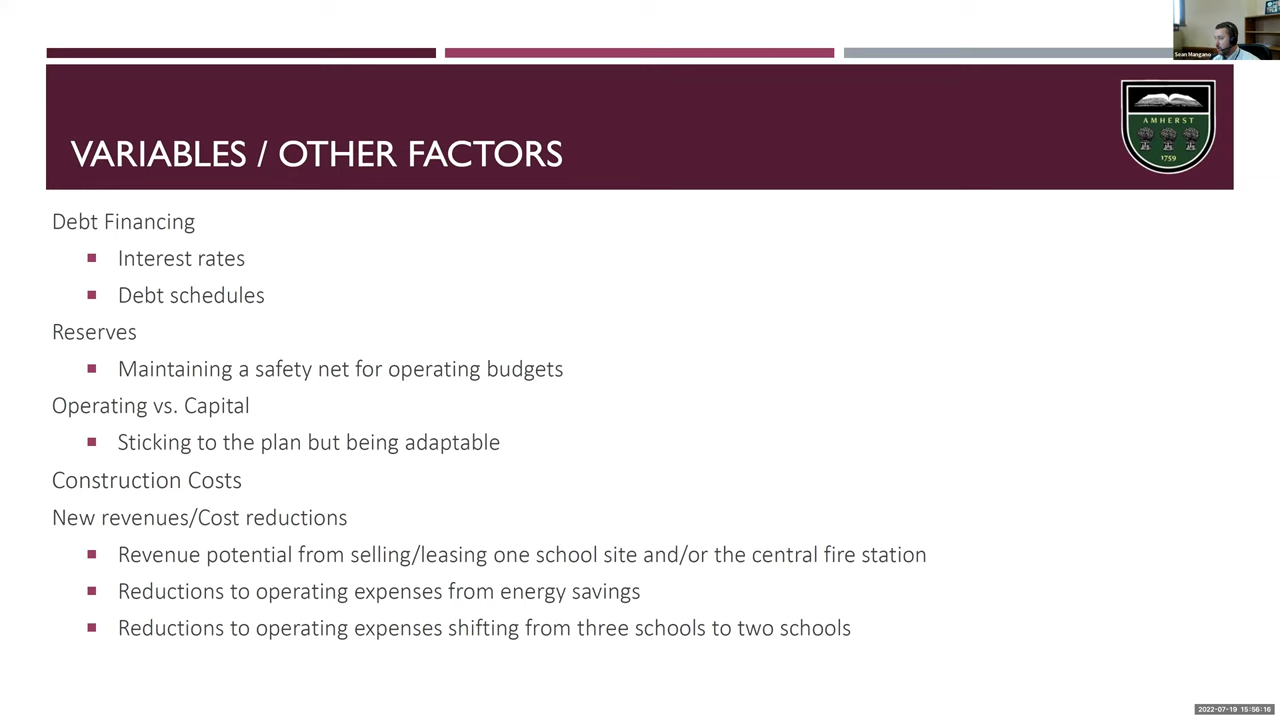 Sean Mangano
VARIABLES / OTHER FACTORS
AMHERST
1759
Debt Financing
▪ Interest rates
▪ Debt schedules
Reserves
▪ Maintaining a safety net for operating budgets
Operating vs. Capital
▪ Sticking to the plan but being adaptable
Construction Costs
New revenues/Cost reductions
▪ Revenue potential from selling/leasing one school site and/or the central fire station
▪ Reductions to operating expenses from energy savings
▪ Reductions to operating expenses shifting from three schools to two schools
2022-07-19 15:56:16